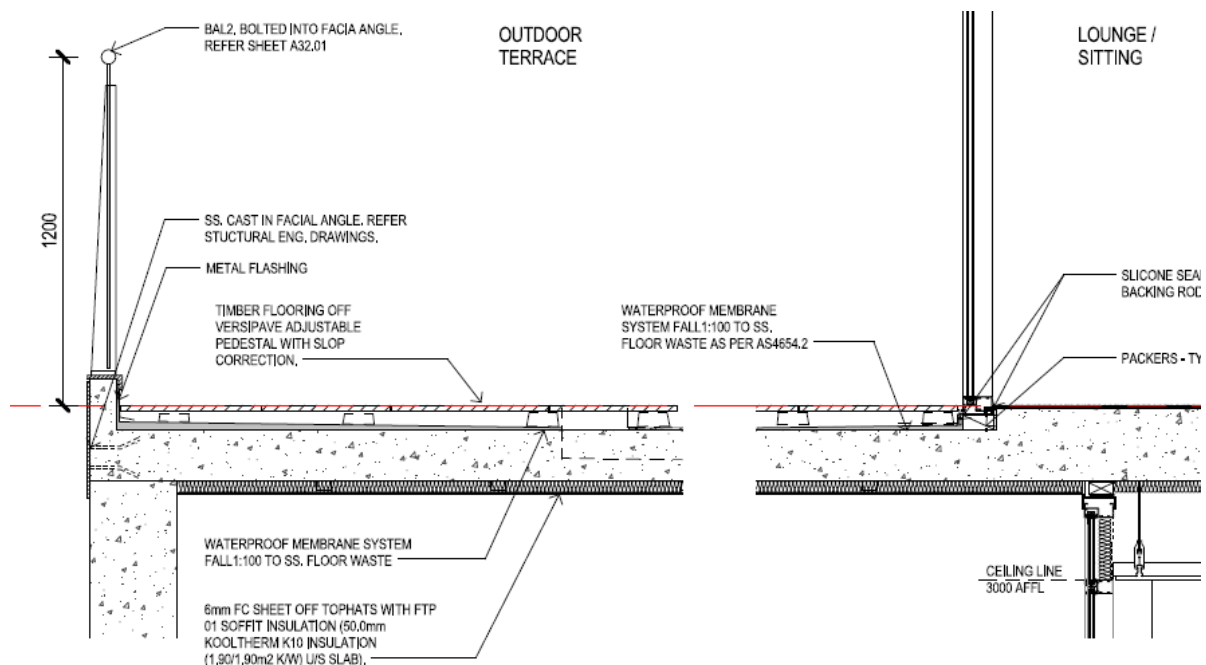 BAL2, BOLTED INTO FACIA ANGLE,
REFER SHEET A32.01
OUTDOOR
TERRACE
LOUNGE /
SITTING
1200
SS. CAST IN FACIAL ANGLE. REFER
STUCTURAL ENG. DRAWINGS.
METAL FLASHING
TIMBER FLOORING OFF
VERSIPAVE ADJUSTABLE
PEDESTAL WITH SLOP
CORRECTION.
WATERPROOF MEMBRANE
SYSTEM FALL1:100 TO SS.
FLOOR WASTE AS PER AS4654.2
SLICONE SEA
BACKING ROD
PACKERS - TY
WATERPROOF MEMBRANE SYSTEM
FALL1:100 TO SS. FLOOR WASTE
CEILING LINE
3000 AFFL
6mm FC SHEET OFF TOPHATS WITH FTP
01 SOFFIT INSULATION (50.0mm
KOOLTHERM K10 INSULATION
(1.90/1.90m2 K/W) U/S SLAB).